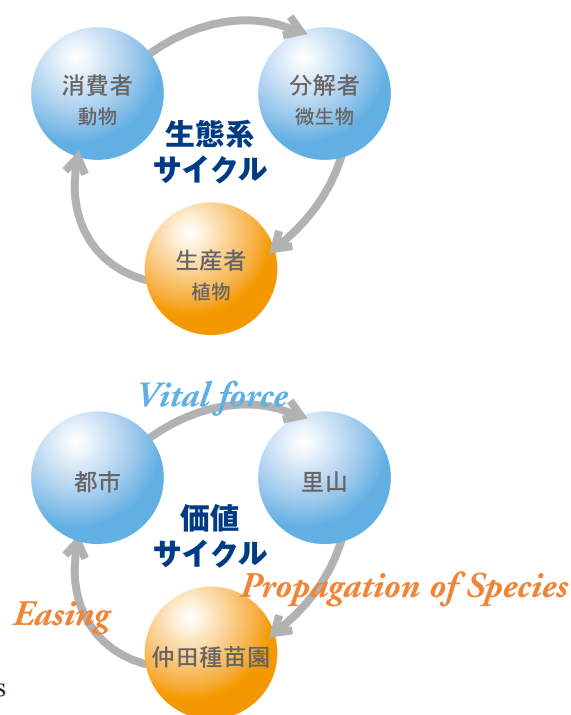 消費者
動物
分解者
微生物
生態系
サイクル
生産者
植物
Vital force
都市
里山
価値
サイクル
Propagation of Species
Easing
仲田種苗園
s